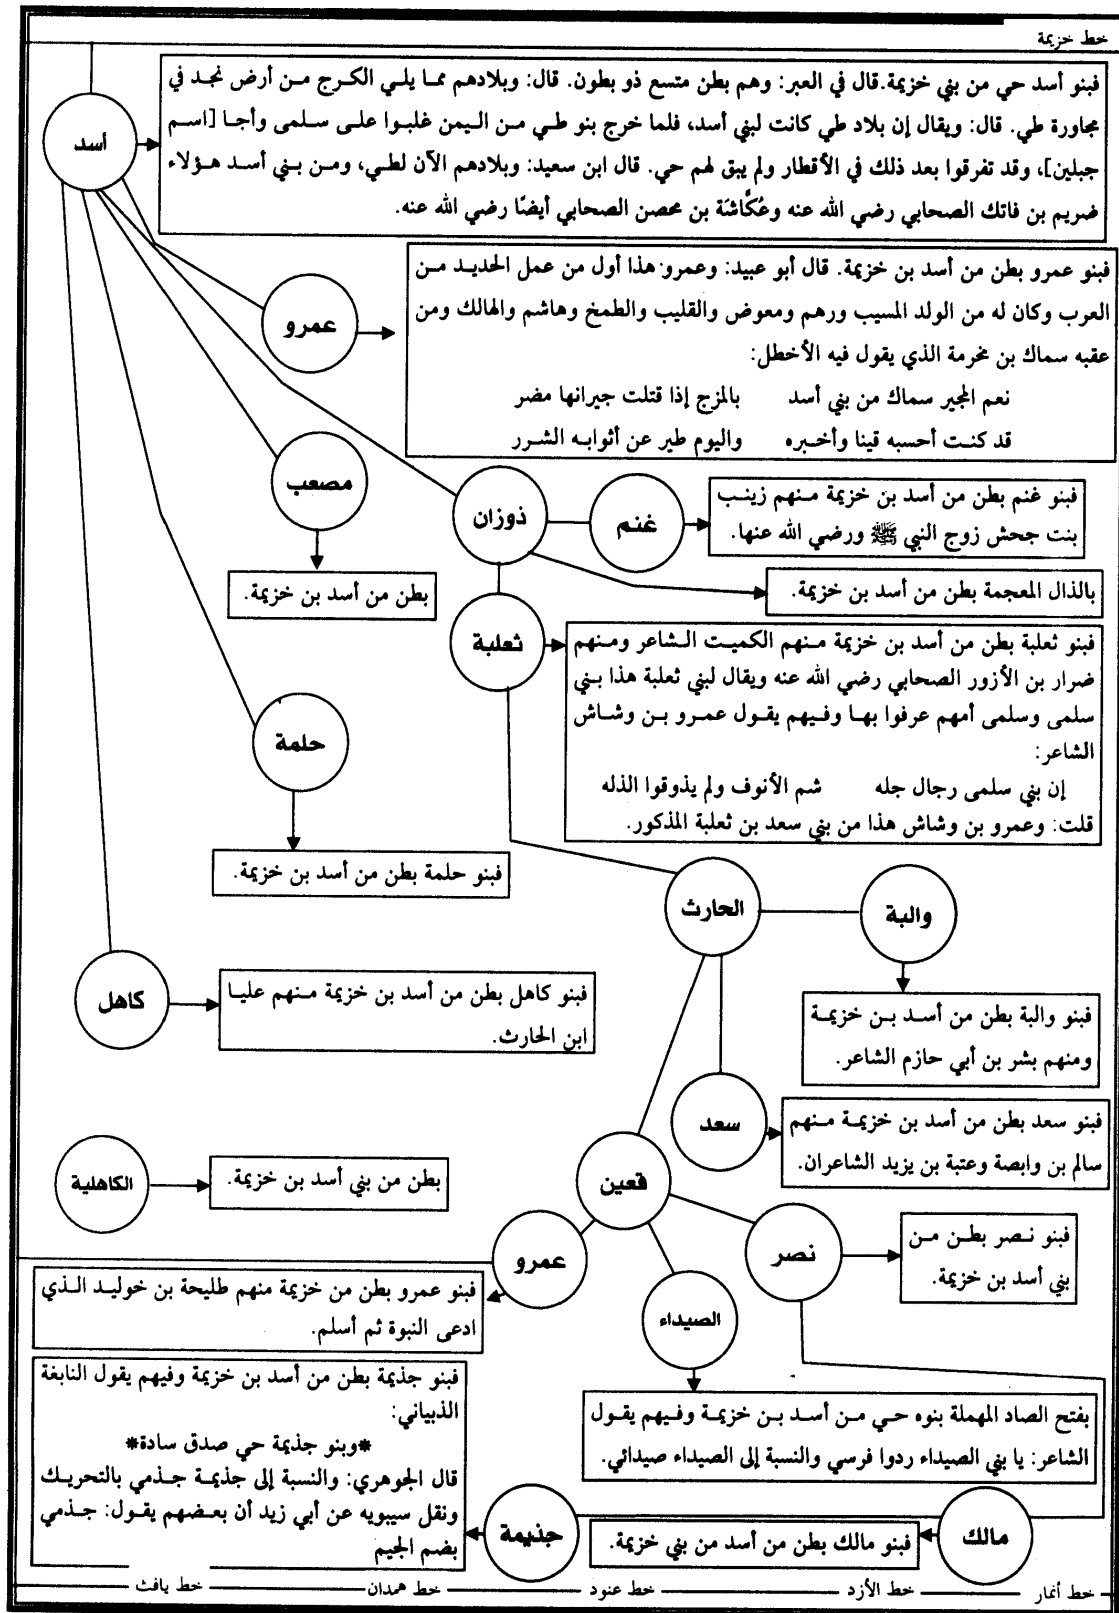 خط خزيمة
أسد
فبنو أسد حي من بني خزيمة.قال في العبر: وهم بطن متسع ذو بطون. قال: وبلادهم مما يلي الكرج من أرض نجد في
مجاورة طي. قال: ويقال إن بلاد طي كانت لبني أسد، فلما خرج بنو طي من اليمن غلبوا على سلمى وأجا [اسم
جبلين]، وقد تفرقوا بعد ذلك في الأقطار ولم يبق لهم حي. قال ابن سعيد: وبلادهم الآن لطي، ومن بني أسد هؤلاء
ضريم بن فاتك الصحابي رضي الله عنه وعُكَّاشَة بن محصن الصحابي أيضًا رضي الله عنه.
عمرو
فبنو عمرو بطن من أسد بن خزيمة. قال أبو عبيد: وعمرو هذا أول من عمل الحديد من
العرب وكان له من الولد المسيب ورهم ومعوض والقليب والطمخ وهاشم والهالك ومن
عقبه سماك بن مخرمة الذي يقول فيه الأخطل:
نعم المجير سماك من بني أسد بالمزج إذا قتلت جيرانها مضر
قد كنت أحسبه قينا وأخبره واليوم طير عن أثوابه الشرر
مصعب
بطن من أسد بن خزيمة.
ذوزان
غنم
فبنو غنم بطن من أسد بن خزيمة منهم زينب
بنت جحش زوج النبي ﷺ ورضي الله عنها.
بالذال المعجمة بطن من أسد بن خزيمة.
ثعلبة
فبنو ثعلبة بطن من أسد بن خزيمة منهم الكميت الشاعر ومنهم
ضرار بن الأزور الصحابي رضي الله عنه ويقال لبني ثعلبة هذا بني
سلمى وسلمى أمهم عرفوا بها وفيهم يقول عمرو بن وشاش
الشاعر:
إن بني سلمى رجال جله شم الأنوف ولم يذوقوا الذله
قلت: وعمرو بن وشاش هذا من بني سعد بن ثعلبة المذكور.
حلمة
فبنو حلمة بطن من أسد بن خزيمة.
الحارث
والبة
فبنو والبة بطن من أسد بن خزيمة
ومنهم بشر بن أبي حازم الشاعر.
كاهل
فبنو كاهل بطن من أسد بن خزيمة منهم عليا
ابن الحارث.
سعد
فبنو سعد بطن من أسد بن خزيمة منهم
سالم بن وابصة وعتبة بن يزيد الشاعران.
الكاهلية
بطن من بني أسد بن خزيمة.
قعين
نصر
فبنو نصر بطن من
بني أسد بن خزيمة.
عمرو
فبنو عمرو بطن من خزيمة منهم طليحة بن خوليد الذي
ادعى النبوة ثم أسلم.
الصيداء
بفتح الصاد المهملة بنوه حي من أسد بن خزيمة وفيهم يقول
الشاعر: يا بني الصيداء ردوا فرسي والنسبة إلى الصيداء صيدائي.
مالك
فبنو مالك بطن من أسد من بني خزيمة.
جذيمة
فبنو جذيمة بطن من أسد بن خزيمة وفيهم يقول النابغة
الذبياني:
*وبنو جذيمة حي صدق سادة*
قال الجوهري: والنسبة إلى جذيمة جذمي بالتحريك
ونقل سيبويه عن أبي زيد أن بعضهم يقول: جذمي
بضم الجيم
خط أنمار خط الأزد خط عنود خط همدان خط يافث